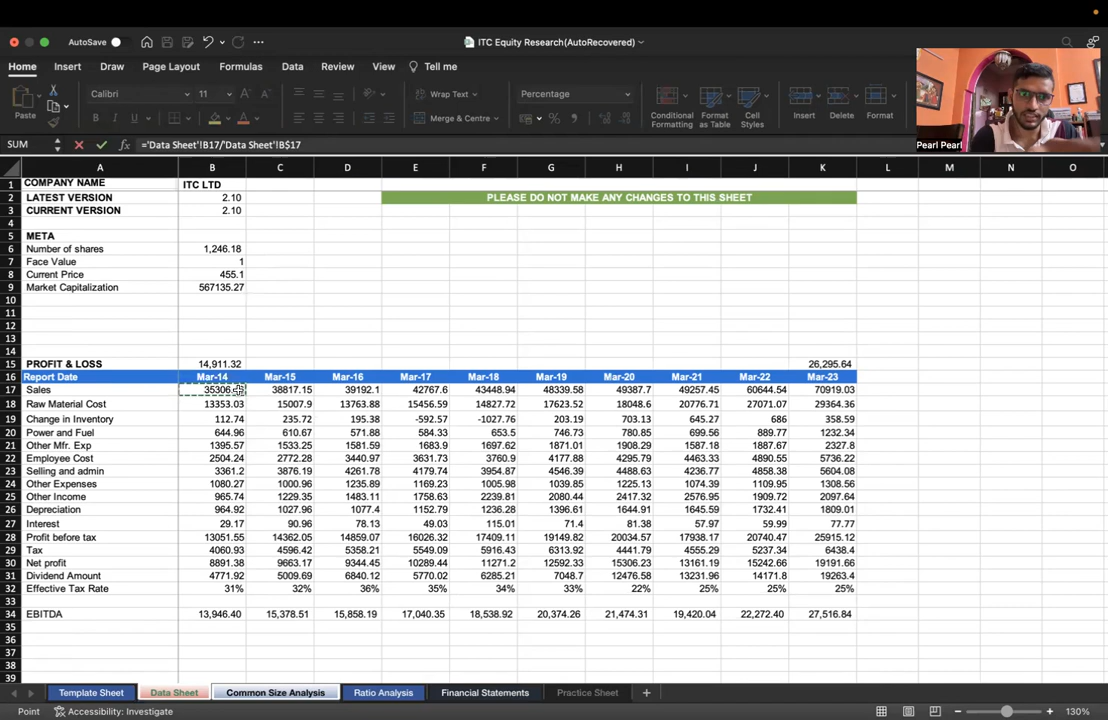 AutoSave
ITC Equity Research(AutoRecovered)
Home Insert Draw Page Layout Formulas Data Review View Tell me
Paste
Calibri 11
Wrap Text
Merge & Centre
Percentage
Conditional Formatting
Format as Table
Cell Styles
Insert Delete Format
Pearl Pearl
SUM fx ='Data Sheet'!B17/'Data Sheet'!B$17
A B C D E F G H I J K L M N O
1 COMPANY NAME ITC LTD
2 LATEST VERSION 2.10 PLEASE DO NOT MAKE ANY CHANGES TO THIS SHEET
3 CURRENT VERSION 2.10
4
5 META
6 Number of shares 1,246.18
7 Face Value 1
8 Current Price 455.1
9 Market Capitalization 567135.27
10
11
12
13
14
15 PROFIT & LOSS 14,911.32 26,295.64
16 Report Date Mar-14 Mar-15 Mar-16 Mar-17 Mar-18 Mar-19 Mar-20 Mar-21 Mar-22 Mar-23
17 Sales 35306. 38817.15 39192.1 42767.6 43448.94 48339.58 49387.7 49257.45 60644.54 70919.03
18 Raw Material Cost 13353.03 15007.9 13763.88 15456.59 14827.72 17623.52 18048.6 20776.71 27071.07 29364.36
19 Change in Inventory 112.74 235.72 195.38 -592.57 -1027.76 203.19 703.13 645.27 686 358.59
20 Power and Fuel 644.96 610.67 571.88 584.33 653.5 746.73 780.85 699.56 889.77 1232.34
21 Other Mfr. Exp 1395.57 1533.25 1581.59 1683.9 1697.62 1871.01 1908.29 1587.18 1887.67 2327.8
22 Employee Cost 2504.24 2772.28 3440.97 3631.73 3760.9 4177.88 4295.79 4463.33 4890.55 5736.22
23 Selling and admin 3361.2 3876.19 4261.78 4179.74 3954.87 4546.39 4488.63 4236.77 4858.38 5604.08
24 Other Expenses 1080.27 1000.96 1235.89 1169.23 1005.98 1039.85 1225.13 1074.39 1109.95 1308.56
25 Other Income 965.74 1229.35 1483.11 1758.63 2239.81 2080.44 2417.32 2576.95 1909.72 2097.64
26 Depreciation 964.92 1027.96 1077.4 1152.79 1236.28 1396.61 1644.91 1645.59 1732.41 1809.01
27 Interest 29.17 90.96 78.13 49.03 115.01 71.4 81.38 57.97 59.99 77.77
28 Profit before tax 13051.55 14362.05 14859.07 16026.32 17409.11 19149.82 20034.57 17938.17 20740.47 25915.12
29 Tax 4060.93 4596.42 5358.21 5549.09 5916.43 6313.92 4441.79 4555.29 5237.34 6438.4
30 Net profit 8891.38 9663.17 9344.45 10289.44 11271.2 12592.33 15306.23 13161.19 15242.66 19191.66
31 Dividend Amount 4771.92 5009.69 6840.12 5770.02 6285.21 7048.7 12476.58 13231.96 14171.8 19263.4
32 Effective Tax Rate 31% 32% 36% 35% 34% 33% 22% 25% 25% 25%
33
34 EBITDA 13,946.40 15,378.51 15,858.19 17,040.35 18,538.92 20,374.26 21,474.31 19,420.04 22,272.40 27,516.84
35
36
37
38
39
Template Sheet Data Sheet Common Size Analysis Ratio Analysis Financial Statements Practice Sheet
Point Accessibility: Investigate 130%